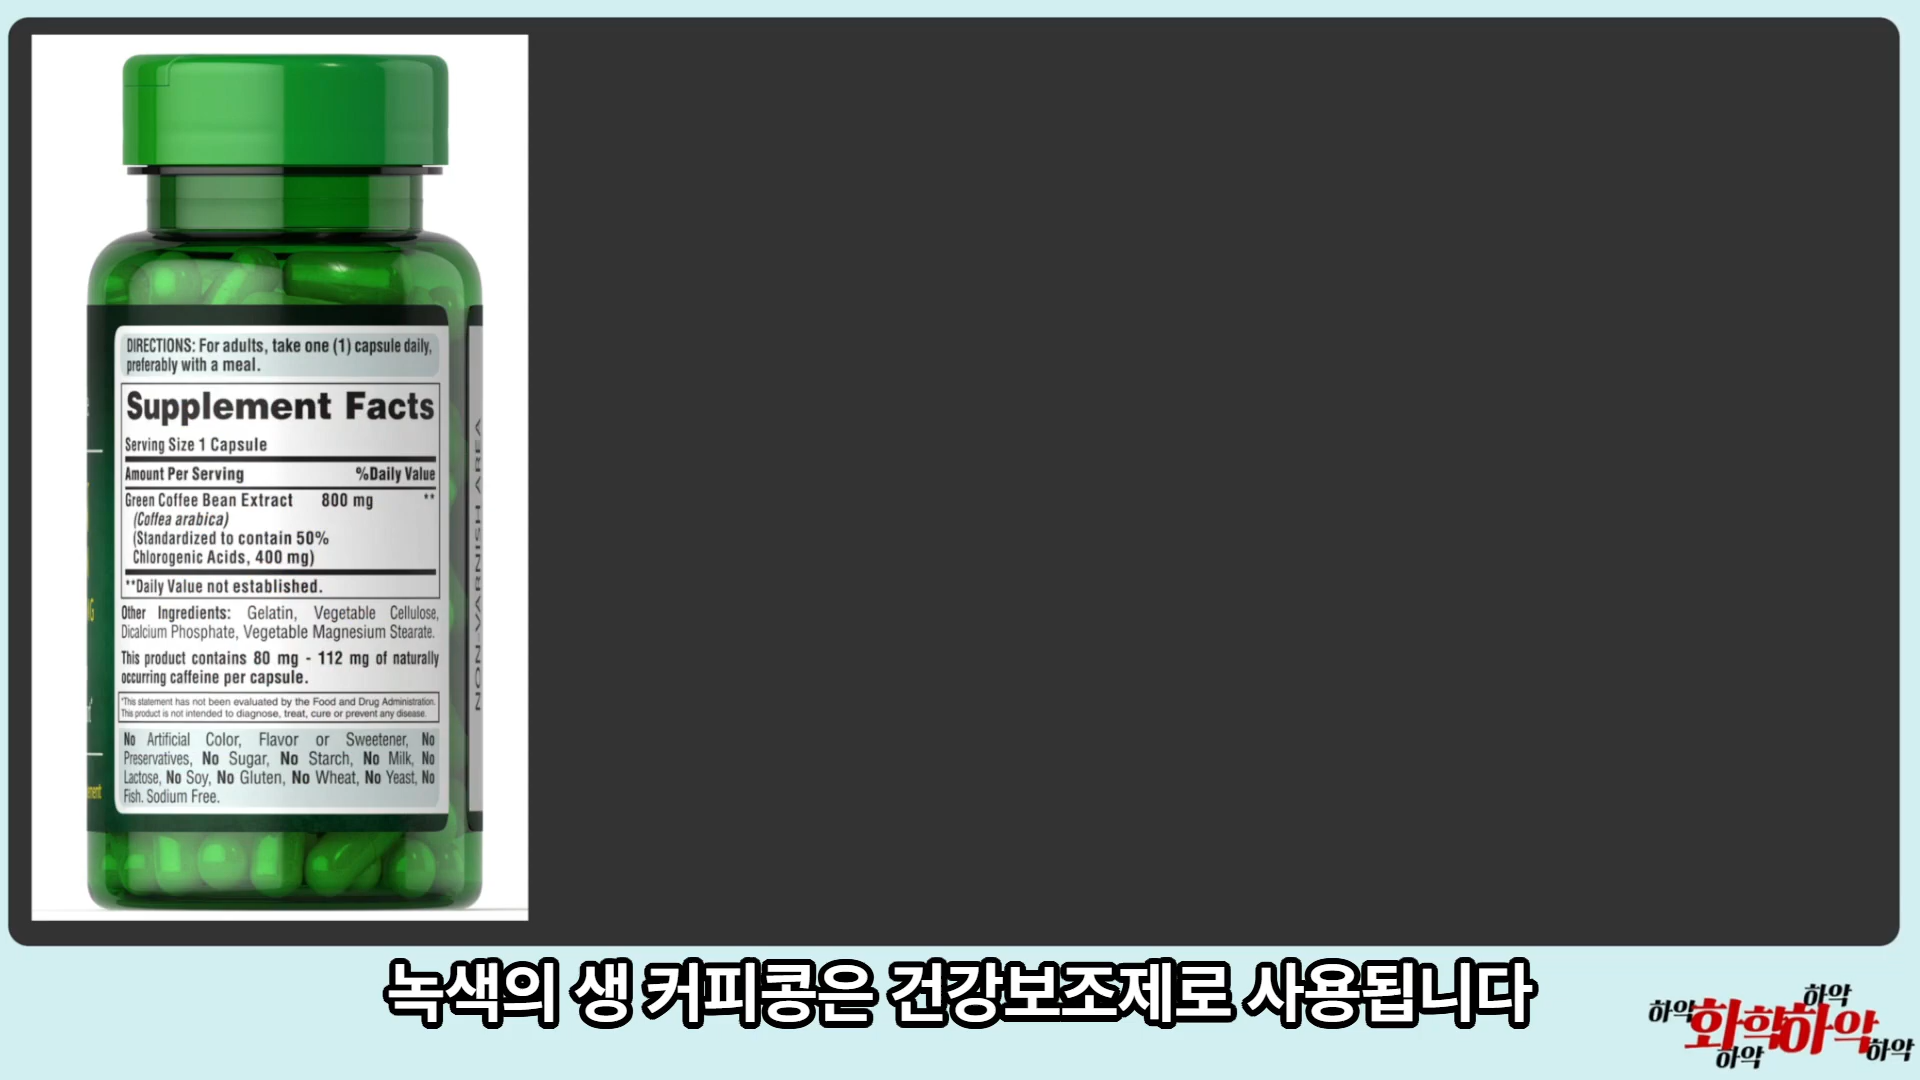 DIRECTIONS: For adults, take one (1) capsule daily,
preferably with a meal.
Supplement Facts
Serving Size 1 Capsule
Amount Per Serving %Daily Value
Green Coffee Bean Extract 800 mg **
(Coffea arabica)
(Standardized to contain 50%
Chlorogenic Acids, 400 mg)
**Daily Value not established.
Other Ingredients: Gelatin, Vegetable Cellulose,
Dicalcium Phosphate, Vegetable Magnesium Stearate.
This product contains 80 mg - 112 mg of naturally
occurring caffeine per capsule.
*This statement has not been evaluated by the Food and Drug Administration.
This product is not intended to diagnose, treat, cure or prevent any disease.
No Artificial Color, Flavor or Sweetener, No
Preservatives, No Sugar, No Starch, No Milk, No
Lactose, No Soy, No Gluten, No Wheat, No Yeast, No
Fish. Sodium Free.
NON-VARNISH AREA
녹색의 생 커피콩은 건강보조제로 사용됩니다
하약
하약 화학하약
하약 하약